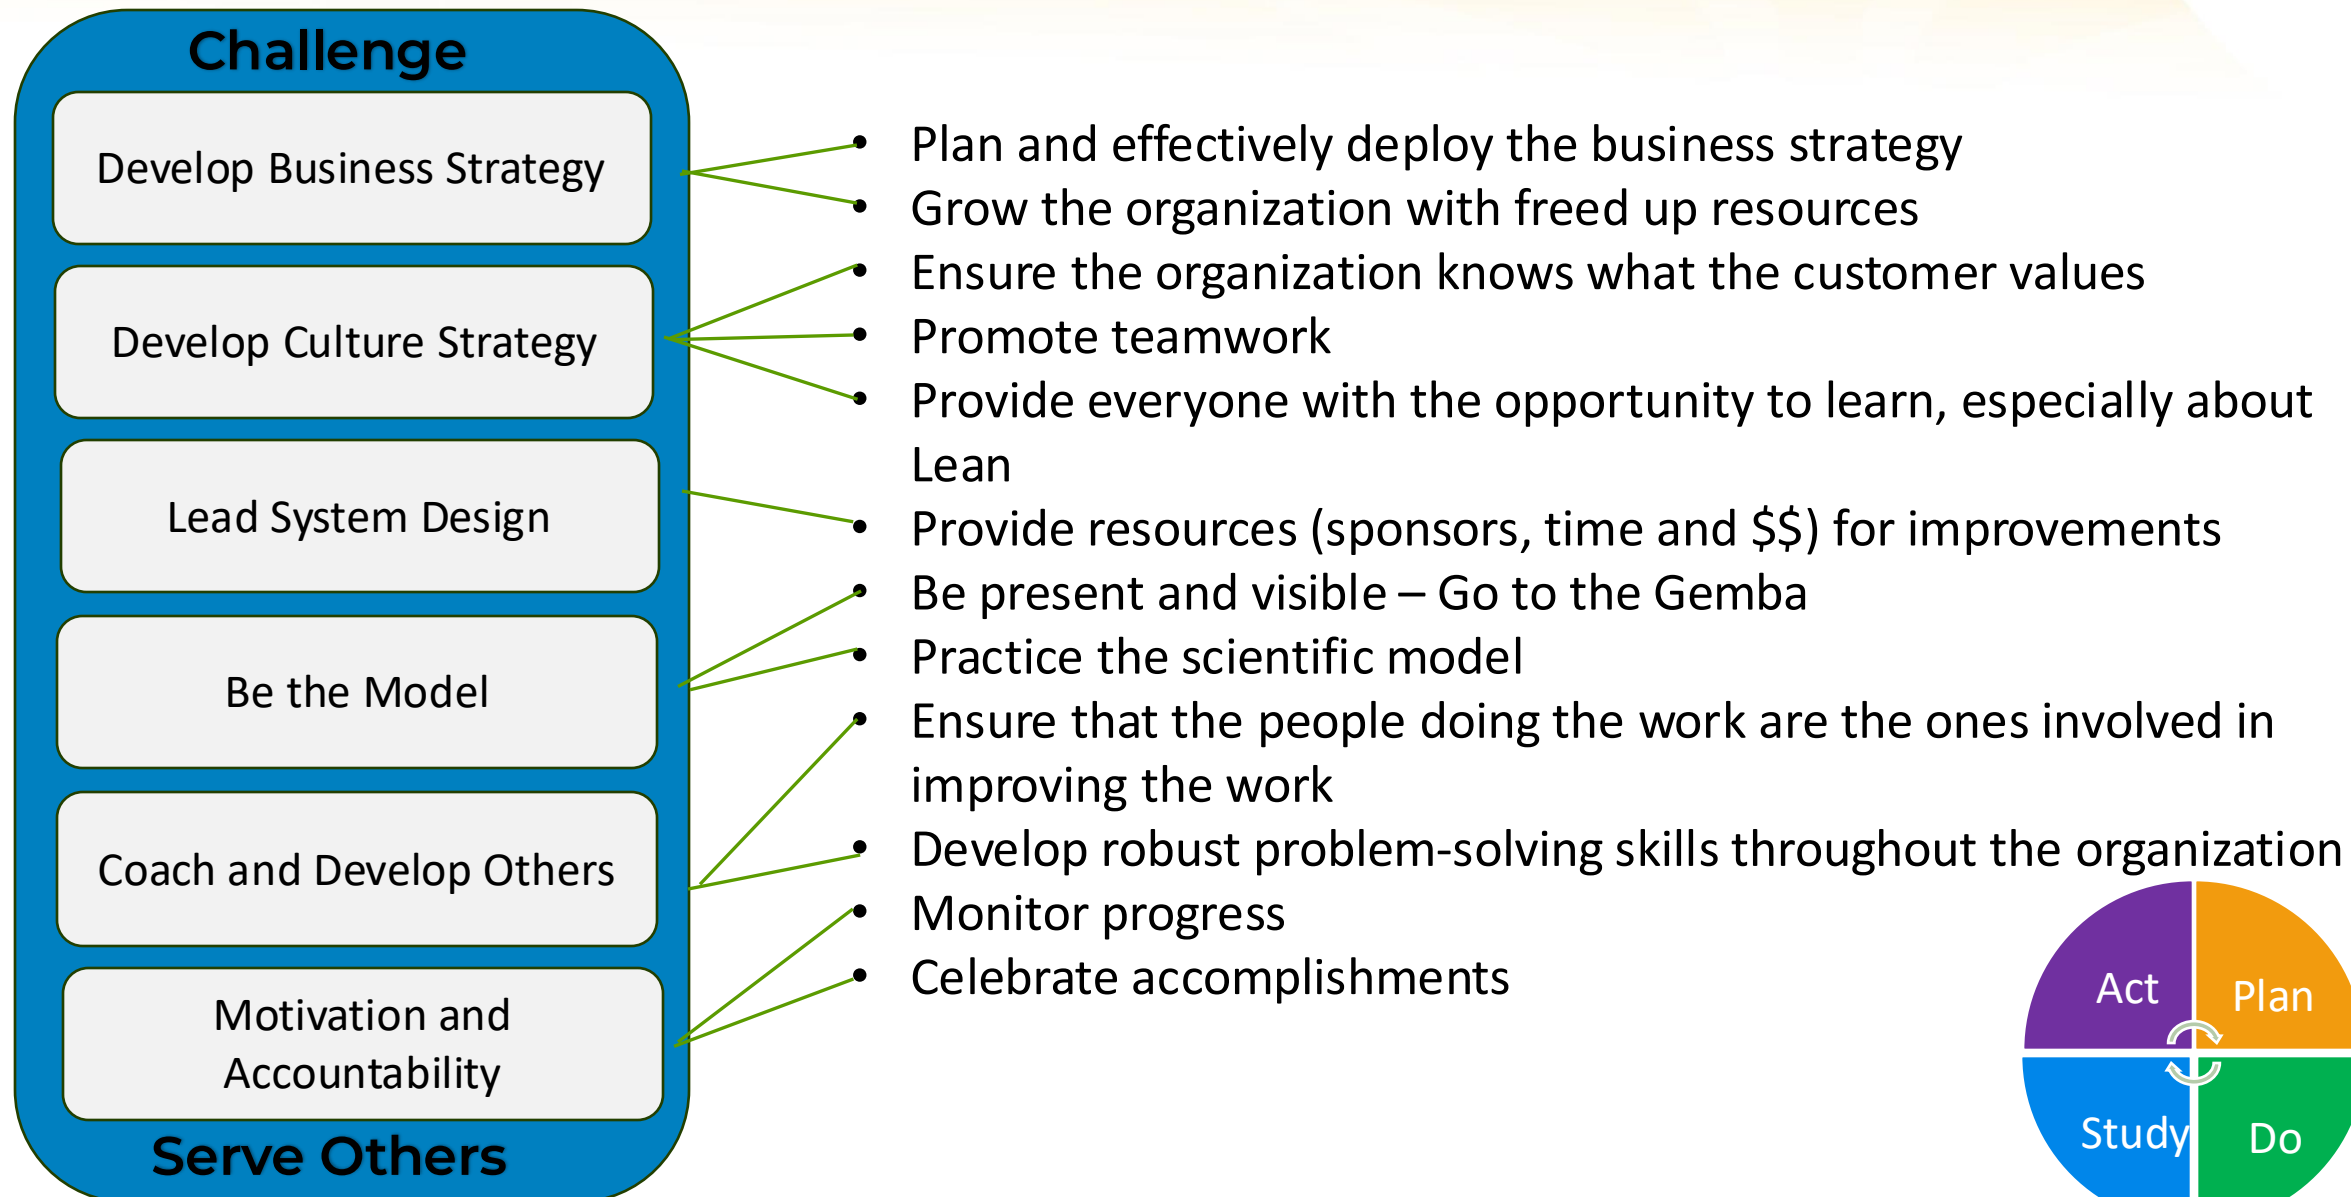 Challenge
Develop Business Strategy
Develop Culture Strategy
Lead System Design
Be the Model
Coach and Develop Others
Motivation and
Accountability
Serve Others
• Plan and effectively deploy the business strategy
• Grow the organization with freed up resources
• Ensure the organization knows what the customer values
• Promote teamwork
• Provide everyone with the opportunity to learn, especially about
Lean
• Provide resources (sponsors, time and $$) for improvements
• Be present and visible – Go to the Gemba
• Practice the scientific model
• Ensure that the people doing the work are the ones involved in
improving the work
• Develop robust problem-solving skills throughout the organization
• Monitor progress
• Celebrate accomplishments
Act
Plan
Study
Do